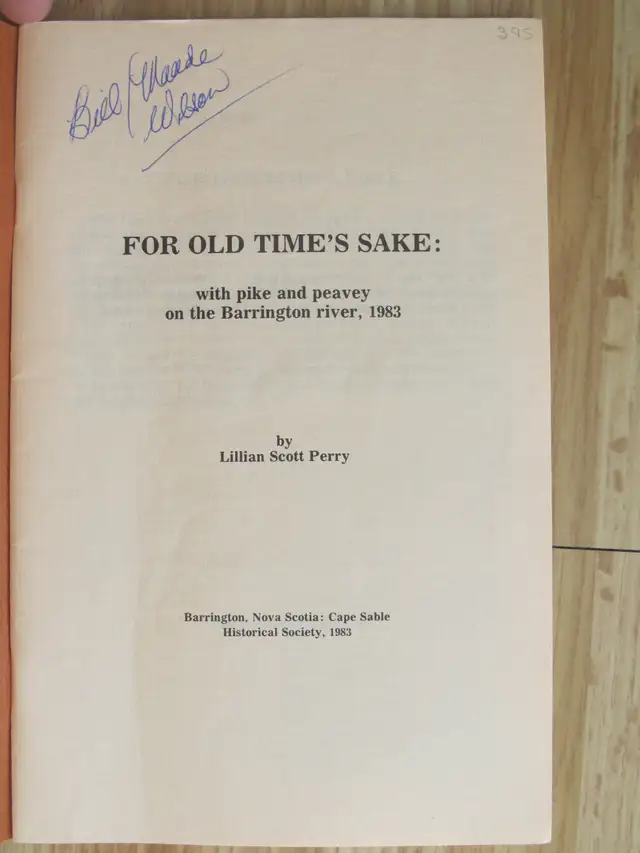 395
Bill/Maade
Wilson
FOR OLD TIME'S SAKE:
with pike and peavey
on the Barrington river, 1983
by
Lillian Scott Perry
Barrington, Nova Scotia: Cape Sable
Historical Society, 1983